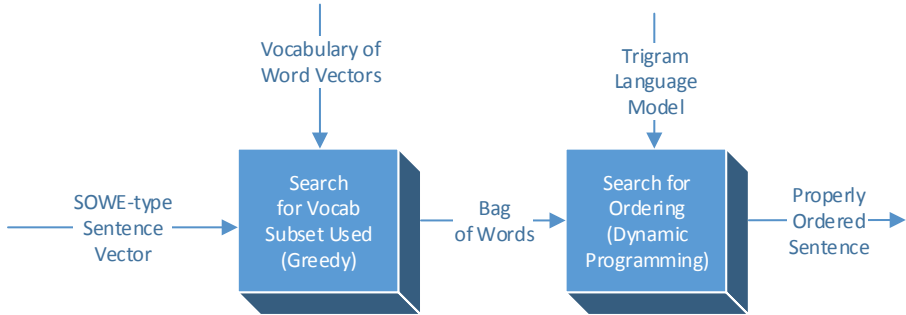 Vocabulary of
Word Vectors
Trigram
Language
Model
SOWE-type
Sentence
Vector
Search
for Vocab
Subset Used
(Greedy)
Bag
of Words
Search for
Ordering
(Dynamic
Programming)
Properly
Ordered
Sentence